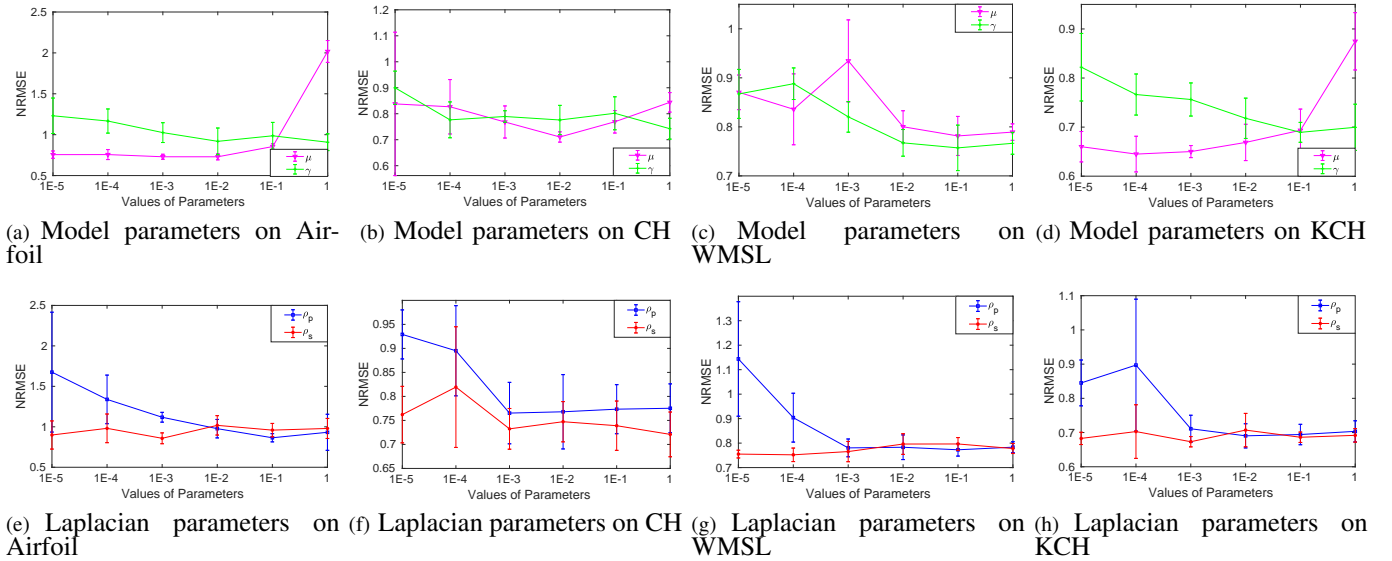 2.5
2
1.5
1
0.5
NRMSE
μ
γ
1E-5 1E-4 1E-3 1E-2 1E-1 1
Values of Parameters
(a) Model parameters on Air-
foil
1.2
1
0.8
0.6
NRMSE
μ
γ
1E-5 1E-4 1E-3 1E-2 1E-1 1
Values of Parameters
(b) Model parameters on CH
1
0.9
0.8
0.7
NRMSE
μ
γ
1E-5 1E-4 1E-3 1E-2 1E-1 1
Values of Parameters
(c) Model parameters on
WMSL
0.9
0.8
0.7
0.6
NRMSE
μ
γ
1E-5 1E-4 1E-3 1E-2 1E-1 1
Values of Parameters
(d) Model parameters on KCH
2.5
2
1.5
1
0.5
NRMSE
ρp
ρs
1E-5 1E-4 1E-3 1E-2 1E-1 1
Values of Parameters
(e) Laplacian parameters on
Airfoil
0.95
0.9
0.85
0.8
0.75
0.7
0.65
NRMSE
ρp
ρs
1E-5 1E-4 1E-3 1E-2 1E-1 1
Values of Parameters
(f) Laplacian parameters on CH
1.4
1.3
1.2
1.1
1
0.9
0.8
0.7
NRMSE
ρp
ρs
1E-5 1E-4 1E-3 1E-2 1E-1 1
Values of Parameters
(g) Laplacian parameters on
WMSL
1.1
1
0.9
0.8
0.7
0.6
NRMSE
ρp
ρs
1E-5 1E-4 1E-3 1E-2 1E-1 1
Values of Parameters
(h) Laplacian parameters on
KCH